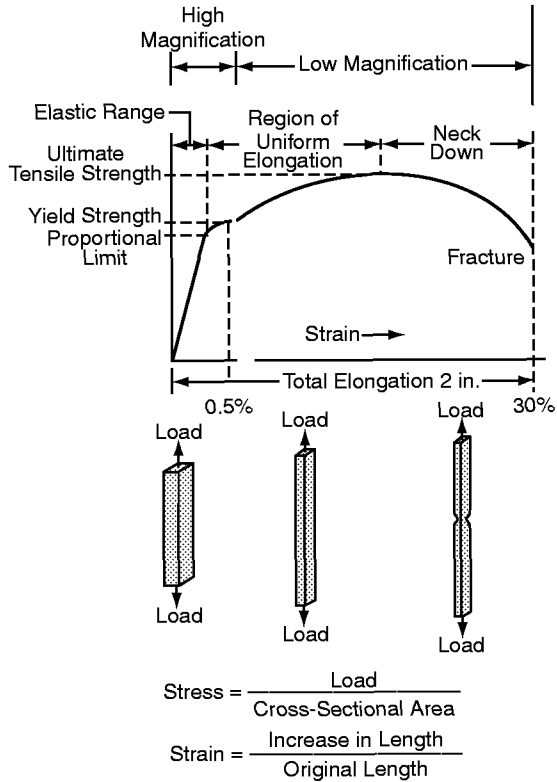 High
Magnification
Low Magnification
Elastic Range
Region of
Uniform
Elongation
Neck
Down
Ultimate
Tensile Strength
Yield Strength
Proportional
Limit
Fracture
Strain
Total Elongation 2 in.
0.5%
30%
Load
Load
Load
Load
Load
Load
Stress = Load
Cross-Sectional Area
Strain = Increase in Length
Original Length